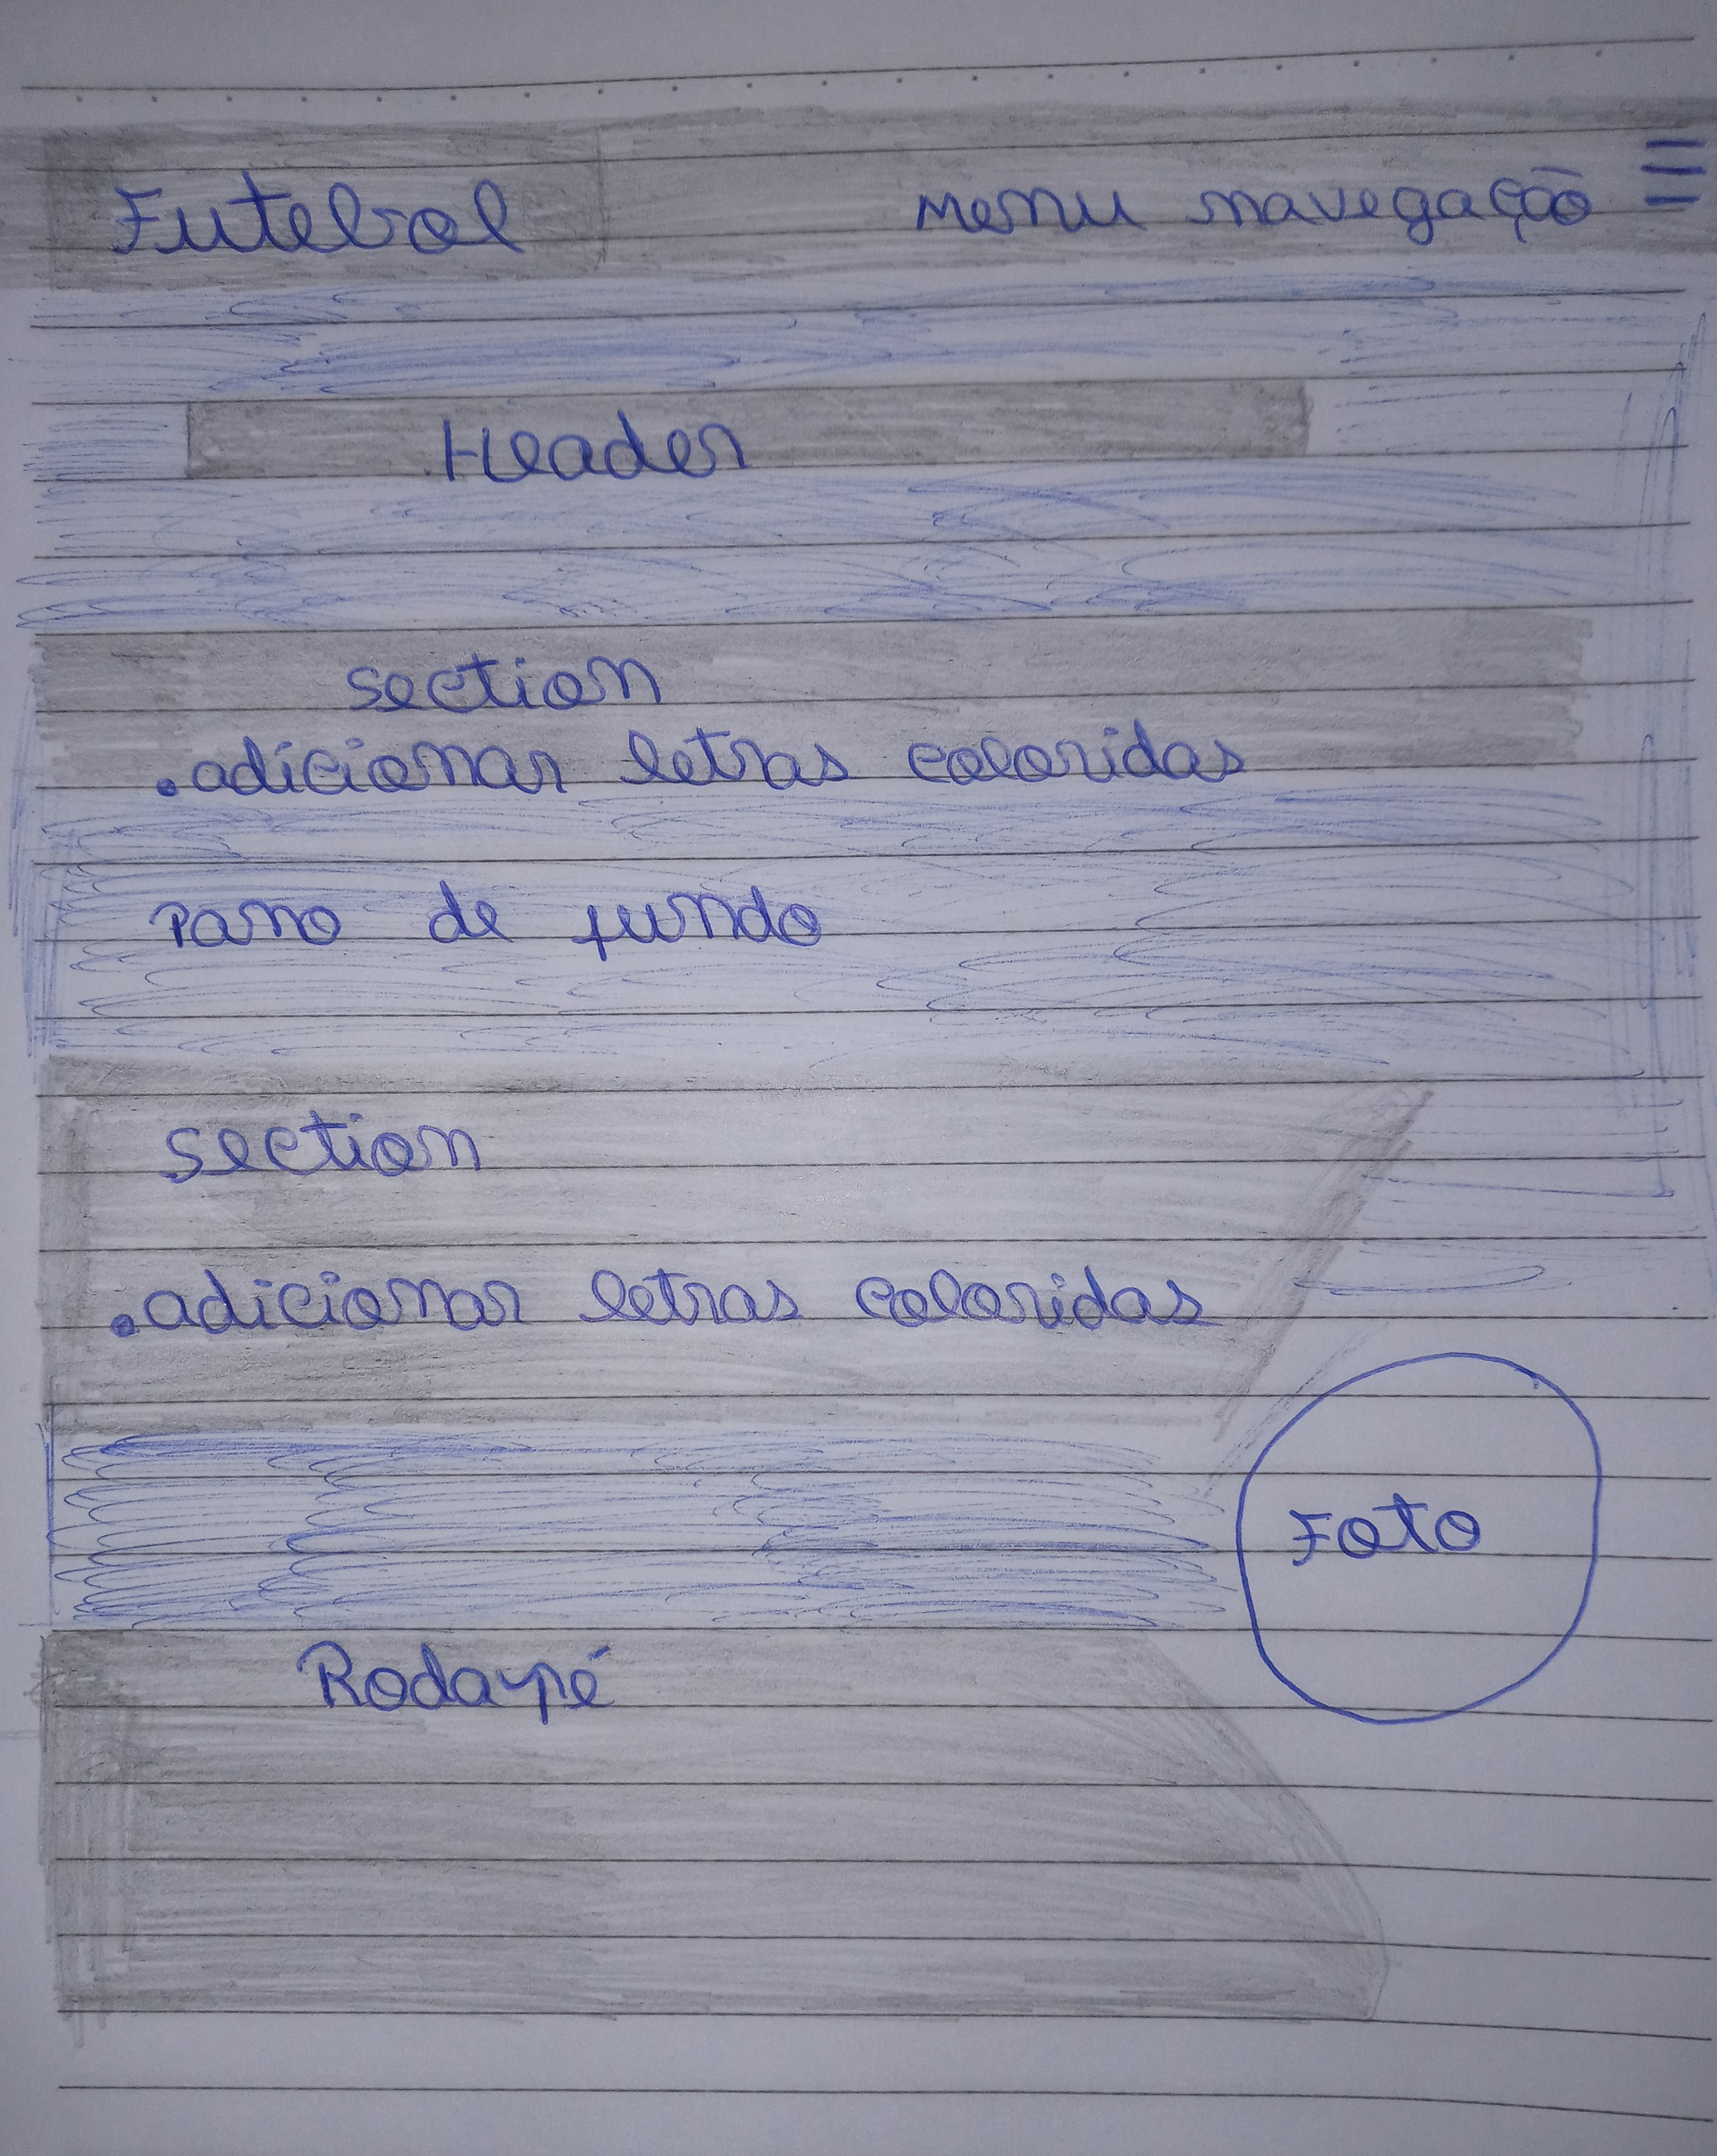 Futebol menu navegação
Header
section
.adicionar letras coloridas
Pano de fundo
section
.adicionar letras coloridas
Foto
Rodapé